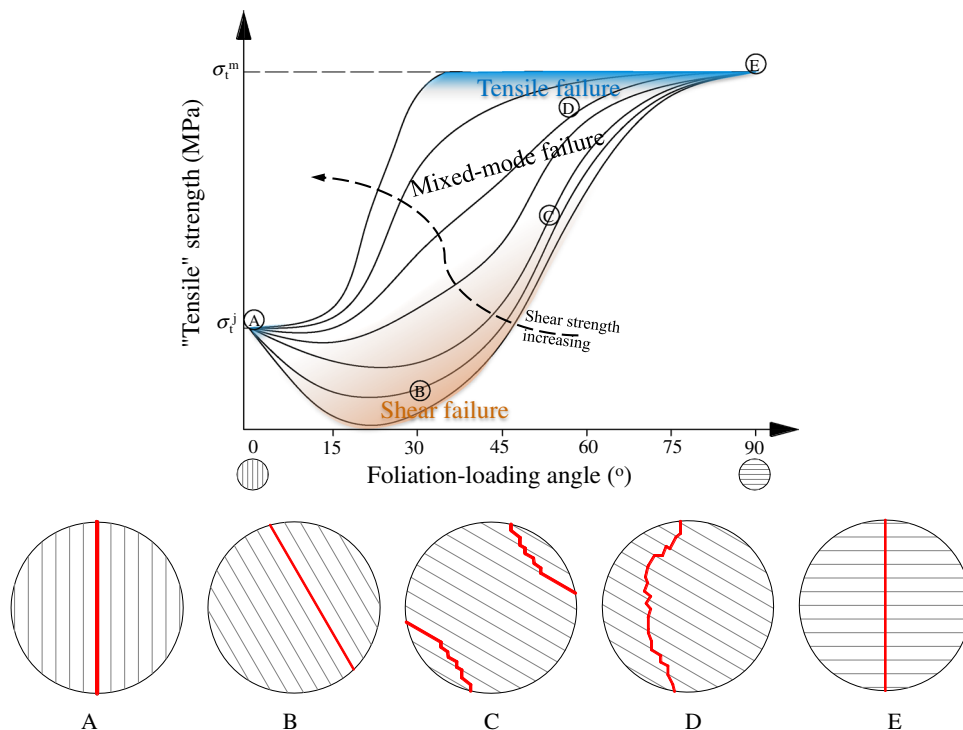 σtm
E
Tensile failure
D
Mixed-mode failure
"Tensile" strength (MPa)
C
σtj
A
Shear strength
increasing
B
Shear failure
0 15 30 45 60 75 90
Foliation-loading angle (o)
A B C D E